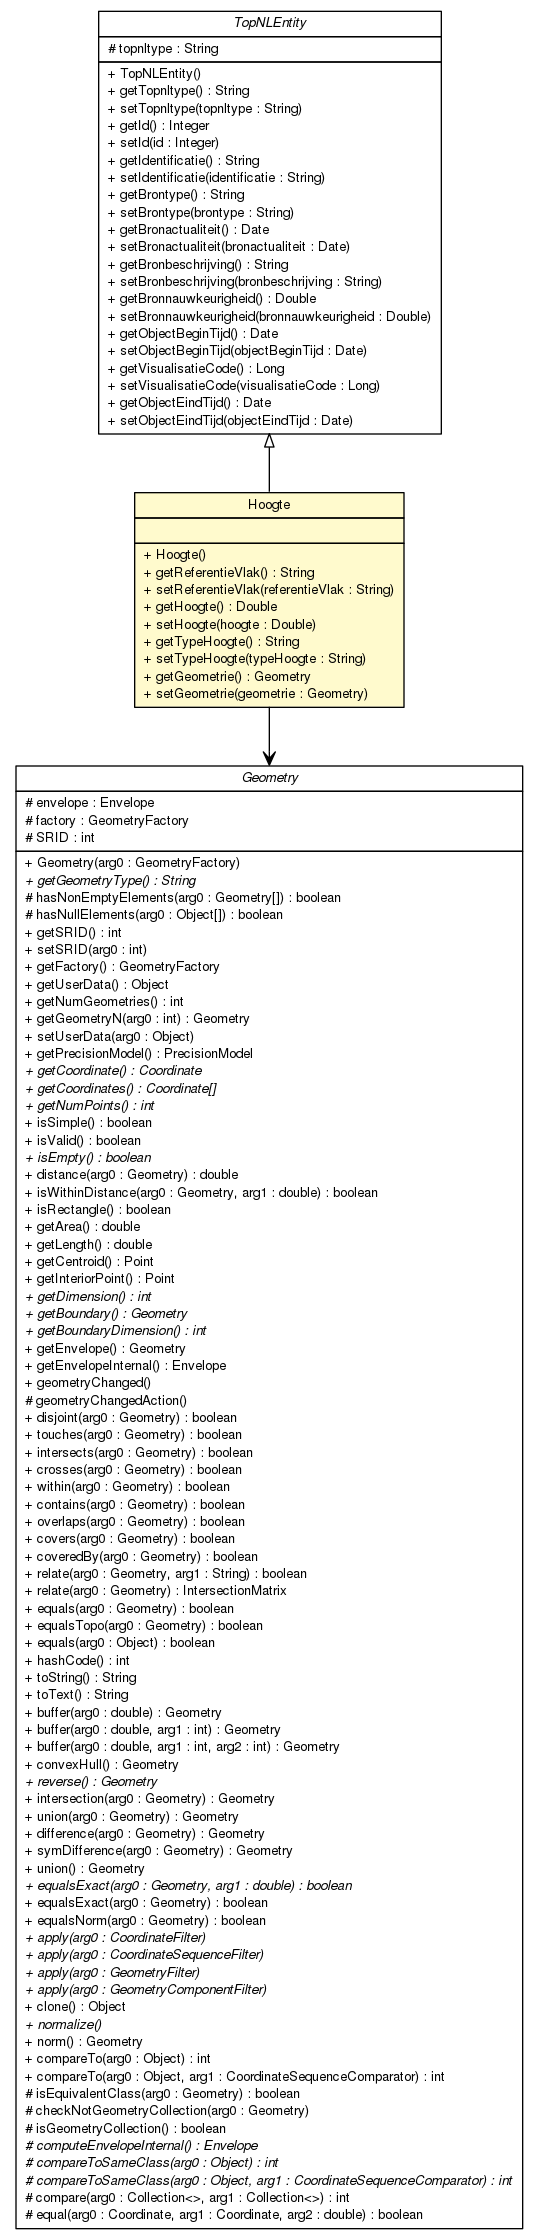 TopNLEntity
# topnltype : String
+ TopNLEntity()
+ getTopnltype() : String
+ setTopnltype(topnltype : String)
+ getId() : Integer
+ setId(id : Integer)
+ getIdentificatie() : String
+ setIdentificatie(identificatie : String)
+ getBrontype() : String
+ setBrontype(brontype : String)
+ getBronactualiteit() : Date
+ setBronactualiteit(bronactualiteit : Date)
+ getBronbeschrijving() : String
+ setBronbeschrijving(bronbeschrijving : String)
+ getBronnauwkeurigheid() : Double
+ setBronnauwkeurigheid(bronnauwkeurigheid : Double)
+ getObjectBeginTijd() : Date
+ setObjectBeginTijd(objectBeginTijd : Date)
+ getVisualisatieCode() : Long
+ setVisualisatieCode(visualisatieCode : Long)
+ getObjectEindTijd() : Date
+ setObjectEindTijd(objectEindTijd : Date)
Hoogte
+ Hoogte()
+ getReferentieVlak() : String
+ setReferentieVlak(referentieVlak : String)
+ getHoogte() : Double
+ setHoogte(hoogte : Double)
+ getTypeHoogte() : String
+ setTypeHoogte(typeHoogte : String)
+ getGeometrie() : Geometry
+ setGeometrie(geometrie : Geometry)
Geometry
# envelope : Envelope
# factory : GeometryFactory
# SRID : int
+ Geometry(arg0 : GeometryFactory)
+ getGeometryType() : String
# hasNonEmptyElements(arg0 : Geometry[]) : boolean
# hasNullElements(arg0 : Object[]) : boolean
+ getSRID() : int
+ setSRID(arg0 : int)
+ getFactory() : GeometryFactory
+ getUserData() : Object
+ getNumGeometries() : int
+ getGeometryN(arg0 : int) : Geometry
+ setUserData(arg0 : Object)
+ getPrecisionModel() : PrecisionModel
+ getCoordinate() : Coordinate
+ getCoordinates() : Coordinate[]
+ getNumPoints() : int
+ isSimple() : boolean
+ isValid() : boolean
+ isEmpty() : boolean
+ distance(arg0 : Geometry) : double
+ isWithinDistance(arg0 : Geometry, arg1 : double) : boolean
+ isRectangle() : boolean
+ getArea() : double
+ getLength() : double
+ getCentroid() : Point
+ getInteriorPoint() : Point
+ getDimension() : int
+ getBoundary() : Geometry
+ getBoundaryDimension() : int
+ getEnvelope() : Geometry
+ getEnvelopeInternal() : Envelope
+ geometryChanged()
# geometryChangedAction()
+ disjoint(arg0 : Geometry) : boolean
+ touches(arg0 : Geometry) : boolean
+ intersects(arg0 : Geometry) : boolean
+ crosses(arg0 : Geometry) : boolean
+ within(arg0 : Geometry) : boolean
+ contains(arg0 : Geometry) : boolean
+ overlaps(arg0 : Geometry) : boolean
+ covers(arg0 : Geometry) : boolean
+ coveredBy(arg0 : Geometry) : boolean
+ relate(arg0 : Geometry, arg1 : String) : boolean
+ relate(arg0 : Geometry) : IntersectionMatrix
+ equals(arg0 : Geometry) : boolean
+ equalsTopo(arg0 : Geometry) : boolean
+ equals(arg0 : Object) : boolean
+ hashCode() : int
+ toString() : String
+ toText() : String
+ buffer(arg0 : double) : Geometry
+ buffer(arg0 : double, arg1 : int) : Geometry
+ buffer(arg0 : double, arg1 : int, arg2 : int) : Geometry
+ convexHull() : Geometry
+ reverse() : Geometry
+ intersection(arg0 : Geometry) : Geometry
+ union(arg0 : Geometry) : Geometry
+ difference(arg0 : Geometry) : Geometry
+ symDifference(arg0 : Geometry) : Geometry
+ union() : Geometry
+ equalsExact(arg0 : Geometry, arg1 : double) : boolean
+ equalsExact(arg0 : Geometry) : boolean
+ equalsNorm(arg0 : Geometry) : boolean
+ apply(arg0 : CoordinateFilter)
+ apply(arg0 : CoordinateSequenceFilter)
+ apply(arg0 : GeometryFilter)
+ apply(arg0 : GeometryComponentFilter)
+ clone() : Object
+ normalize()
+ norm() : Geometry
+ compareTo(arg0 : Object) : int
+ compareTo(arg0 : Object, arg1 : CoordinateSequenceComparator) : int
# isEquivalentClass(arg0 : Geometry) : boolean
# checkNotGeometryCollection(arg0 : Geometry)
# isGeometryCollection() : boolean
# computeEnvelopeInternal() : Envelope
# compareToSameClass(arg0 : Object) : int
# compareToSameClass(arg0 : Object, arg1 : CoordinateSequenceComparator) : int
# compare(arg0 : Collection<>, arg1 : Collection<>) : int
# equal(arg0 : Coordinate, arg1 : Coordinate, arg2 : double) : boolean